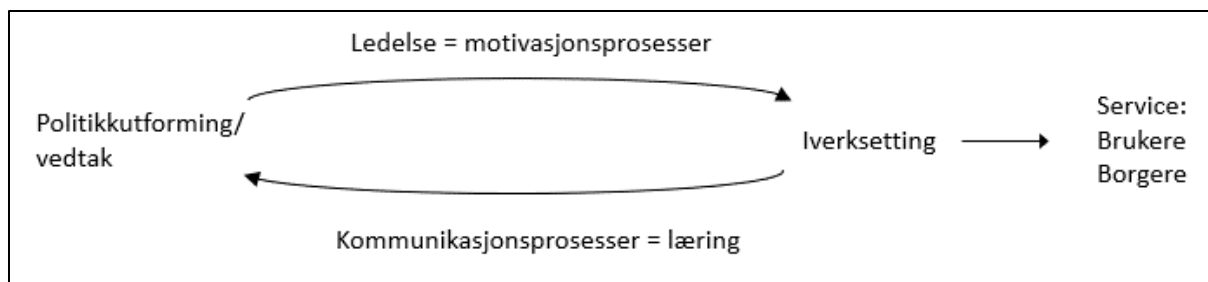 Ledelse = motivasjonsprosesser
Politikkutforming/
vedtak
Iverksetting
Service:
Brukere
Borgere
Kommunikasjonsprosesser = læring